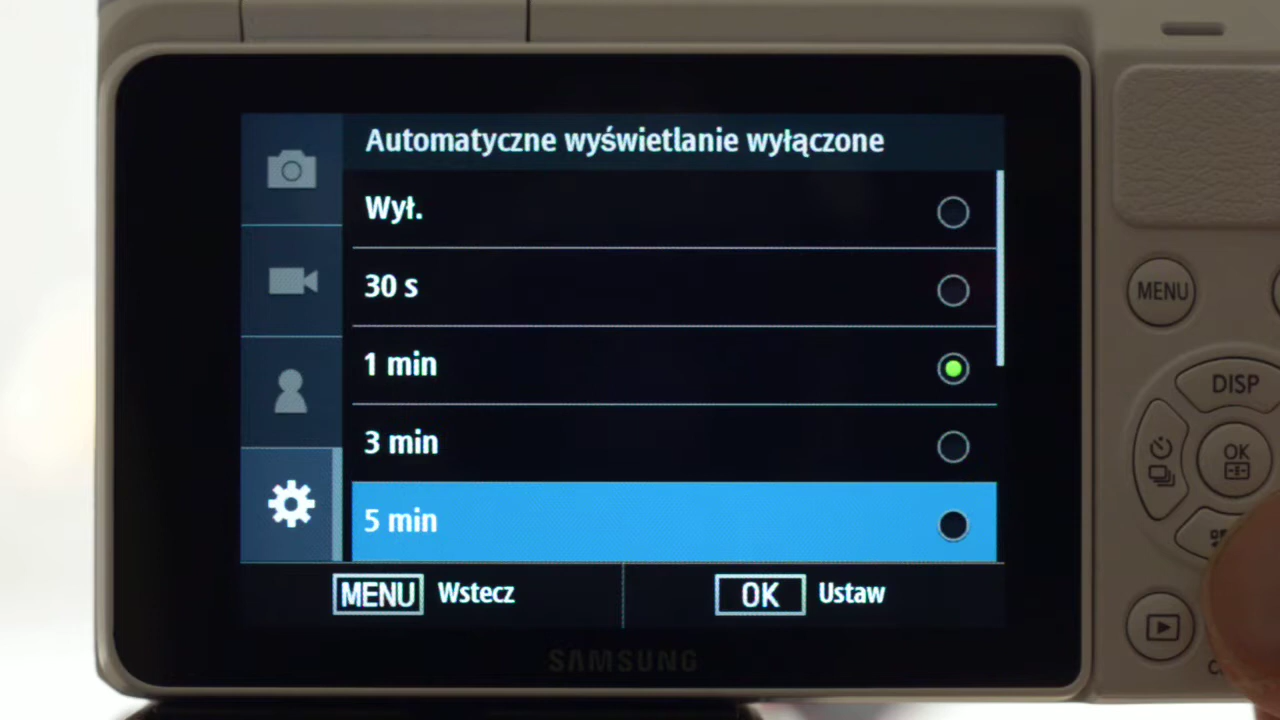 Automatyczne wyświetlanie wyłączone
Wył.
30 s
1 min
3 min
5 min
MENU Wstecz
OK Ustaw
SAMSUNG
MENU
DISP
OK